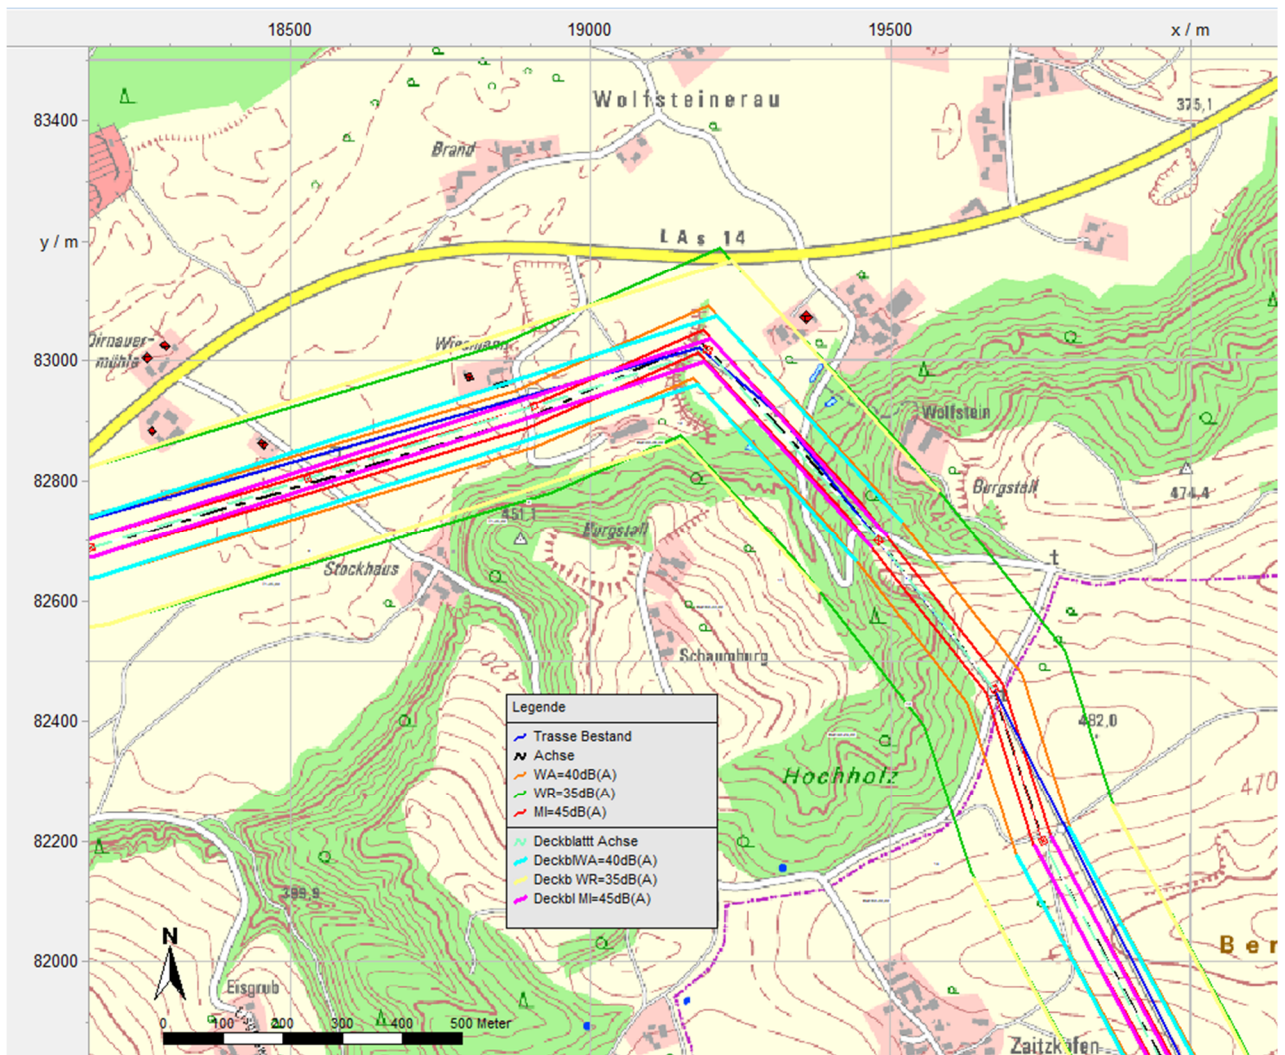 18500 19000 19500 x / m
83400
y / m
83000
82800
82600
82400
82200
82000
375,1
Wolfsteinerau
Brand
LAs 14
Dirnauer-
mühle
Wolfstein
Burgstall
474,4
451,1
Burgstall
Stockhaus
t
Schaumburg
420
482,0
Hochholz
470
399,9
Legende
Trasse Bestand
Achse
WA=40dB(A)
WR=35dB(A)
MI=45dB(A)
Deckblattt Achse
DeckblWA=40dB(A)
Deckb WR=35dB(A)
Deckbl MI=45dB(A)
N
Ber
Eisgrub
0 100 200 300 400 500 Meter
Zaitzkofen